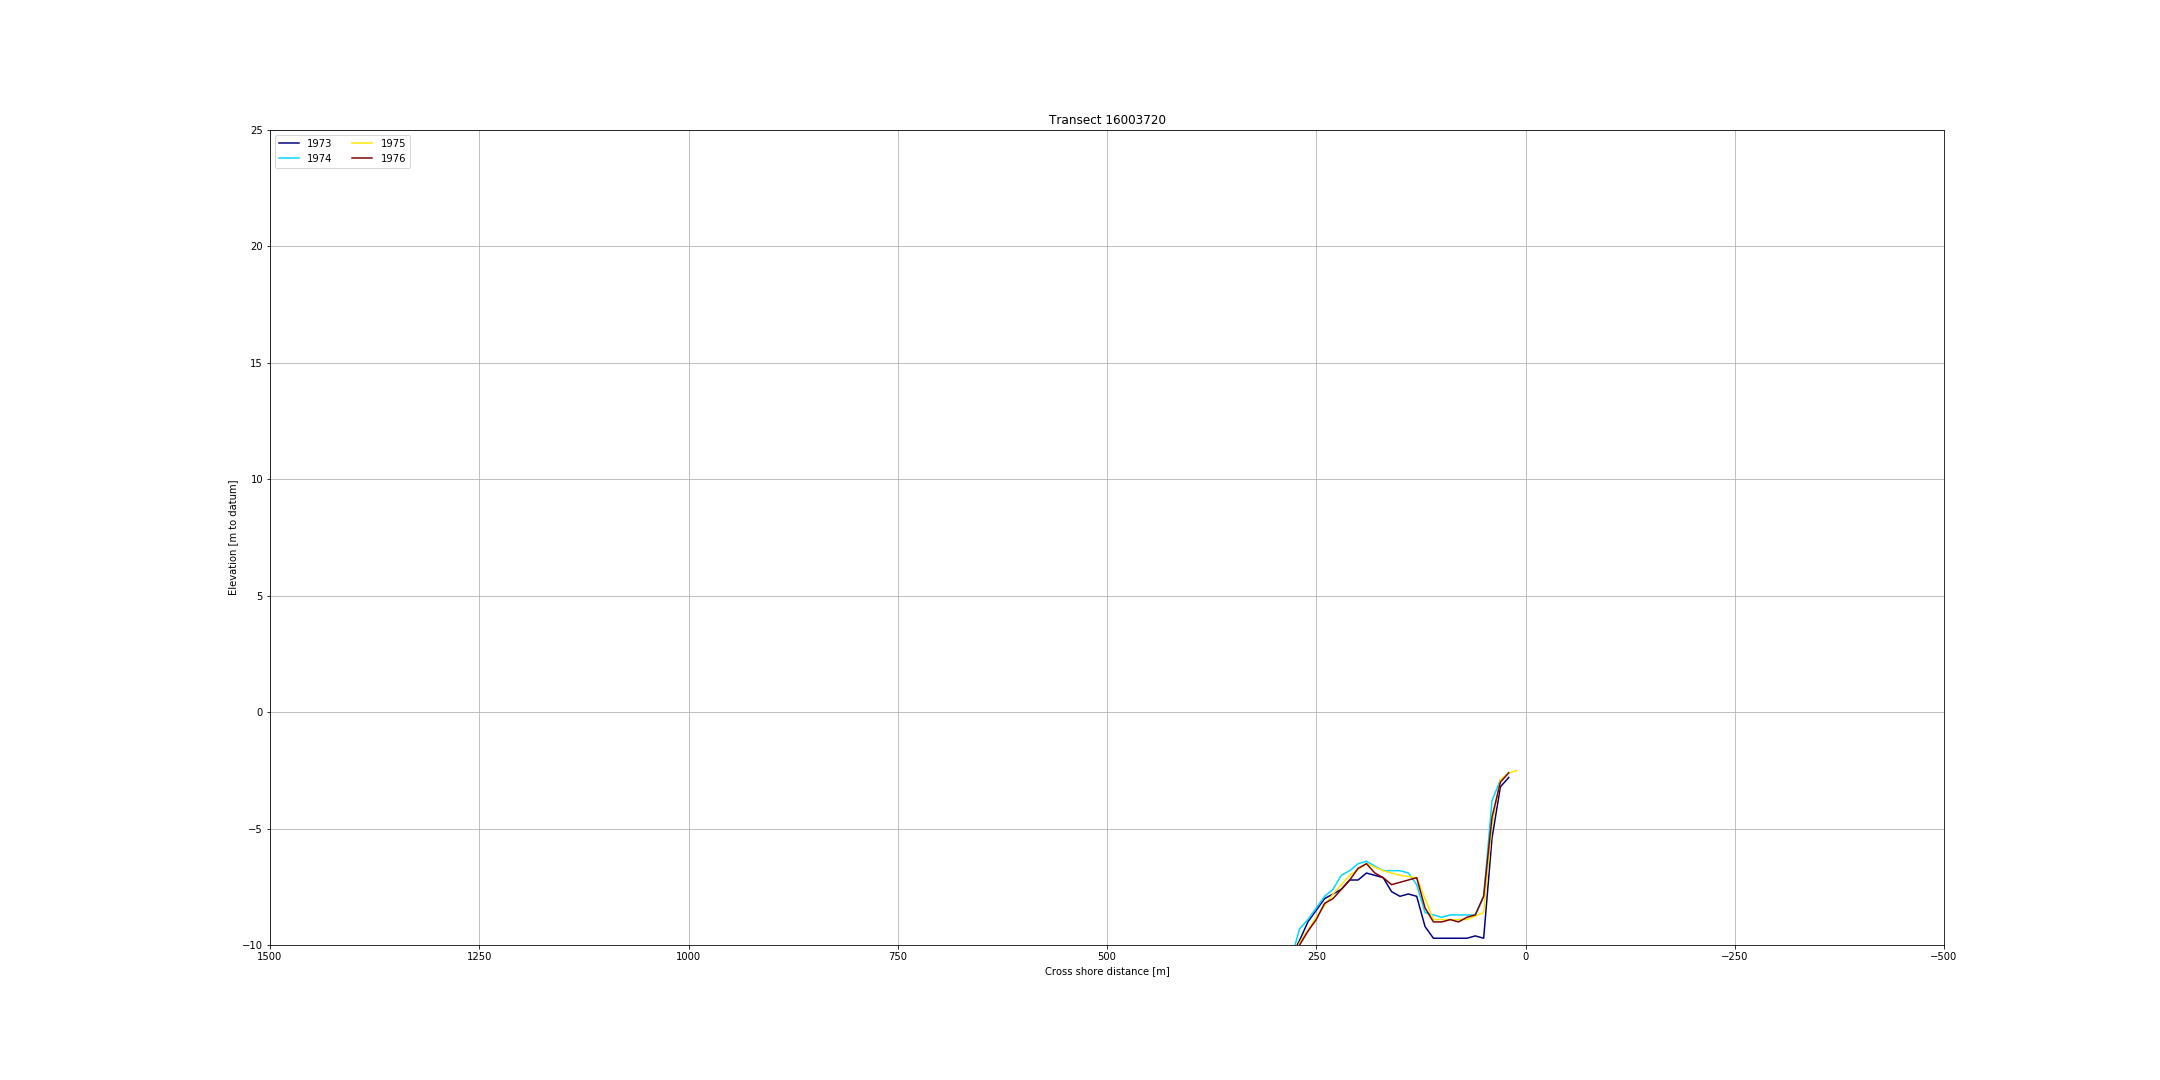 Transect 16003720
25
1973 1975
1974 1976
20
15
10
Elevation [m to datum]
5
0
−5
−10
1500 1250 1000 750 500 250 0 −250 −500
Cross shore distance [m]